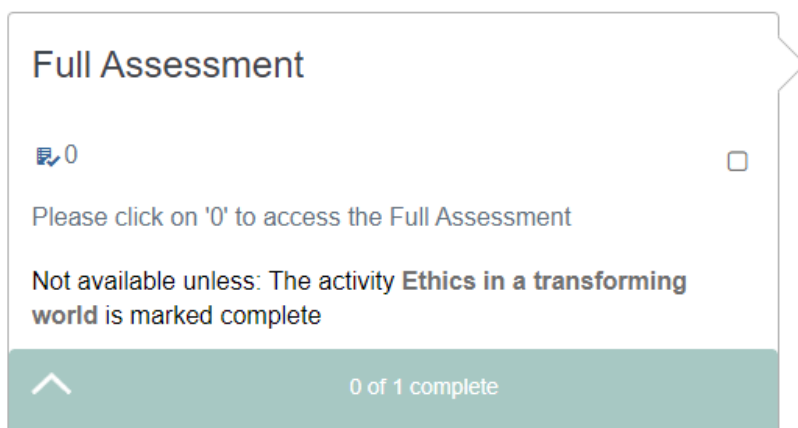 Full Assessment
0
Please click on '0' to access the Full Assessment
Not available unless: The activity Ethics in a transforming
world is marked complete
0 of 1 complete